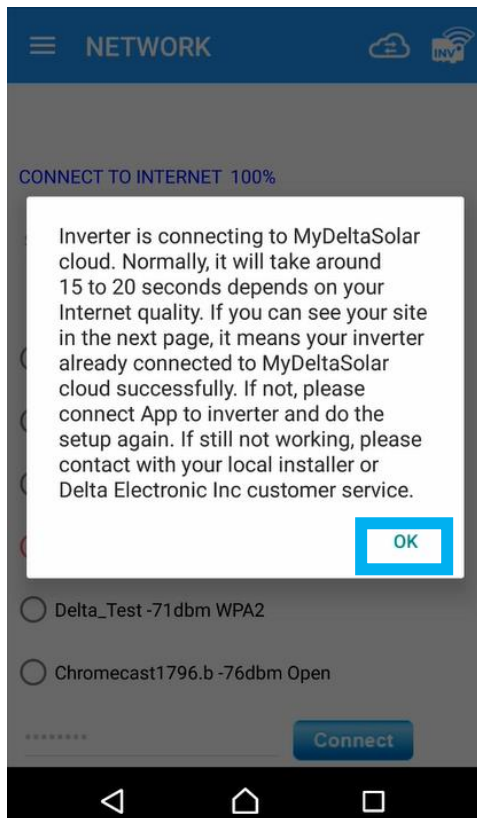 NETWORK
INV
CONNECT TO INTERNET 100%
Inverter is connecting to MyDeltaSolar
cloud. Normally, it will take around
15 to 20 seconds depends on your
Internet quality. If you can see your site
in the next page, it means your inverter
already connected to MyDeltaSolar
cloud successfully. If not, please
connect App to inverter and do the
setup again. If still not working, please
contact with your local installer or
Delta Electronic Inc customer service.
OK
Delta_Test -71dbm WPA2
Chromecast1796.b -76dbm Open
Connect